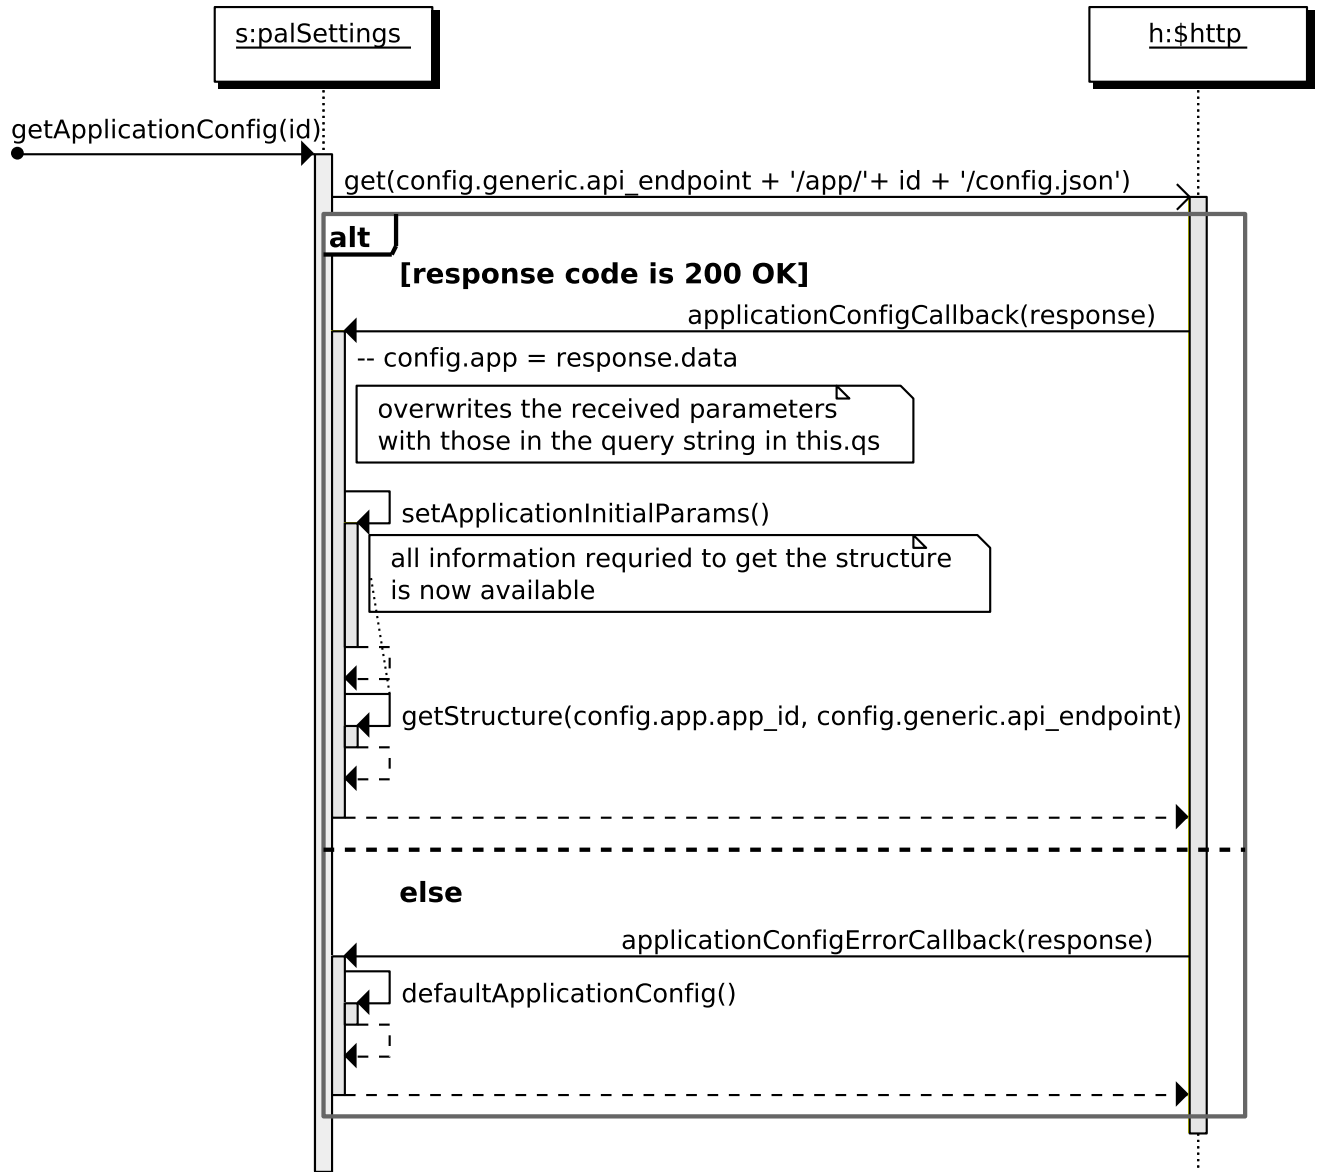 s:palSettings
h:$http
getApplicationConfig(id)
get(config.generic.api_endpoint + '/app/'+ id + '/config.json')
alt
[response code is 200 OK]
applicationConfigCallback(response)
-- config.app = response.data
overwrites the received parameters
with those in the query string in this.qs
setApplicationInitialParams()
all information requried to get the structure
is now available
getStructure(config.app.app_id, config.generic.api_endpoint)
else
applicationConfigErrorCallback(response)
defaultApplicationConfig()